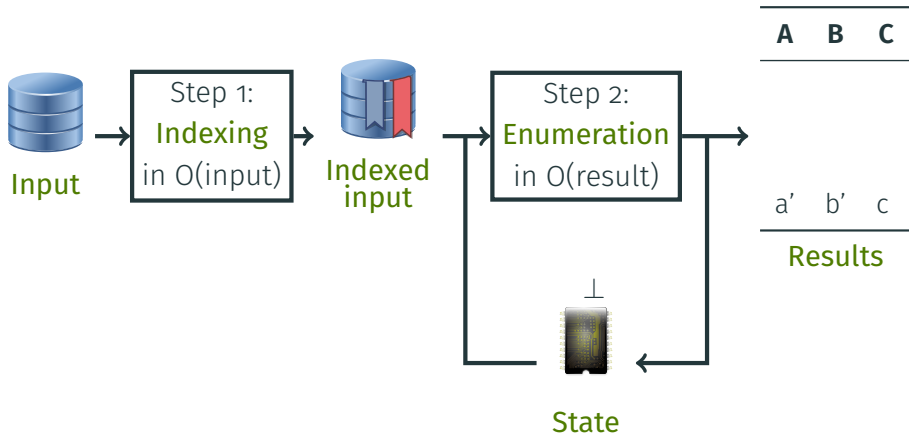 Input
Step 1:
Indexing
in O(input)
Indexed
input
Step 2:
Enumeration
in O(result)
A B C
a' b' c
Results
⊥
State